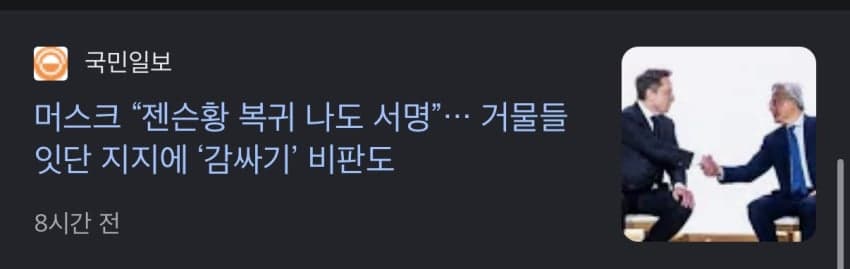 국민일보
머스크 “젠슨황 복귀 나도 서명”… 거물들
잇단 지지에 ‘감싸기’ 비판도
8시간 전